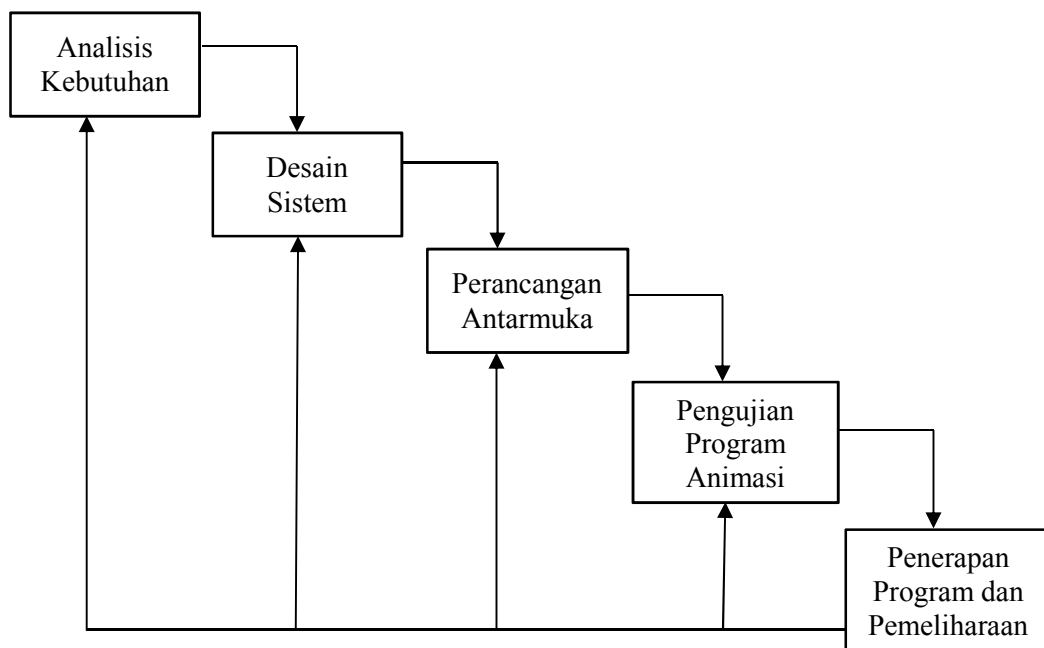 Analisis
Kebutuhan
Desain
Sistem
Perancangan
Antarmuka
Pengujian
Program
Animasi
Penerapan
Program dan
Pemeliharaan